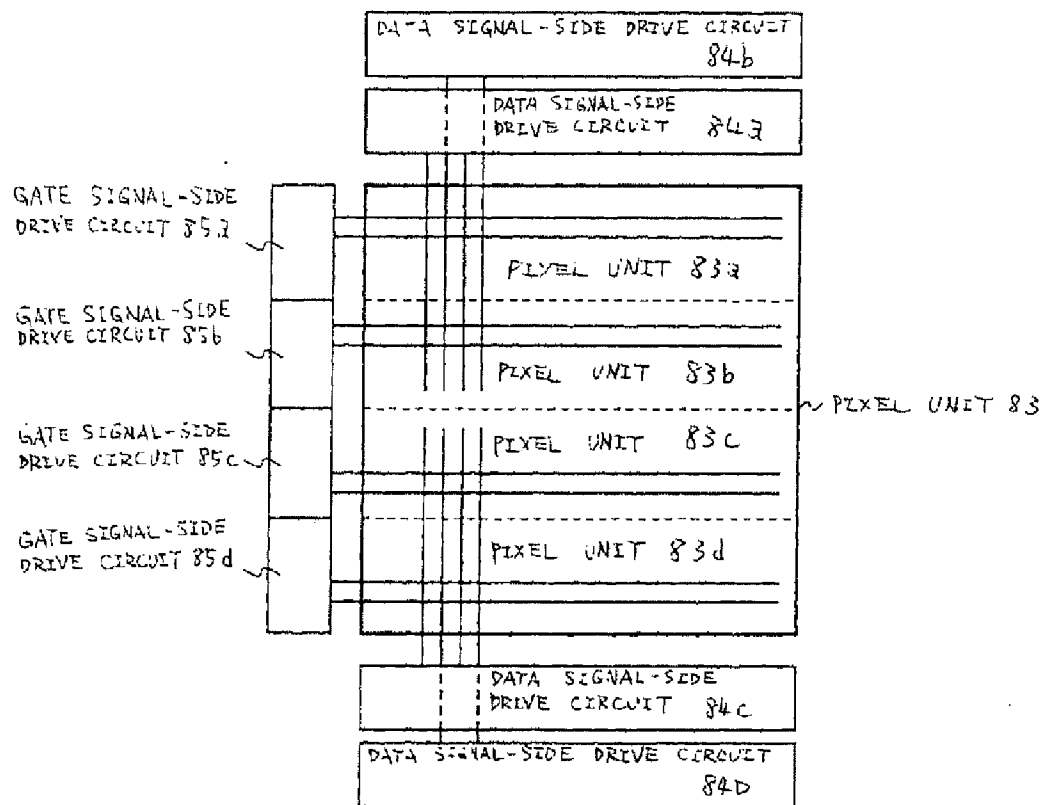 DATA SIGNAL-SIDE DRIVE CIRCUIT
84b
DATA SIGNAL-SIDE
DRIVE CIRCUIT 84a
GATE SIGNAL-SIDE
DRIVE CIRCUIT 85a
PIXEL UNIT 83a
GATE SIGNAL-SIDE
DRIVE CIRCUIT 85b
PIXEL UNIT 83b
PIXEL UNIT 83
GATE SIGNAL-SIDE
DRIVE CIRCUIT 85c
PIXEL UNIT 83c
GATE SIGNAL-SIDE
DRIVE CIRCUIT 85d
PIXEL UNIT 83d
DATA SIGNAL-SIDE
DRIVE CIRCUIT 84c
DATA SIGNAL-SIDE DRIVE CIRCUIT
84D